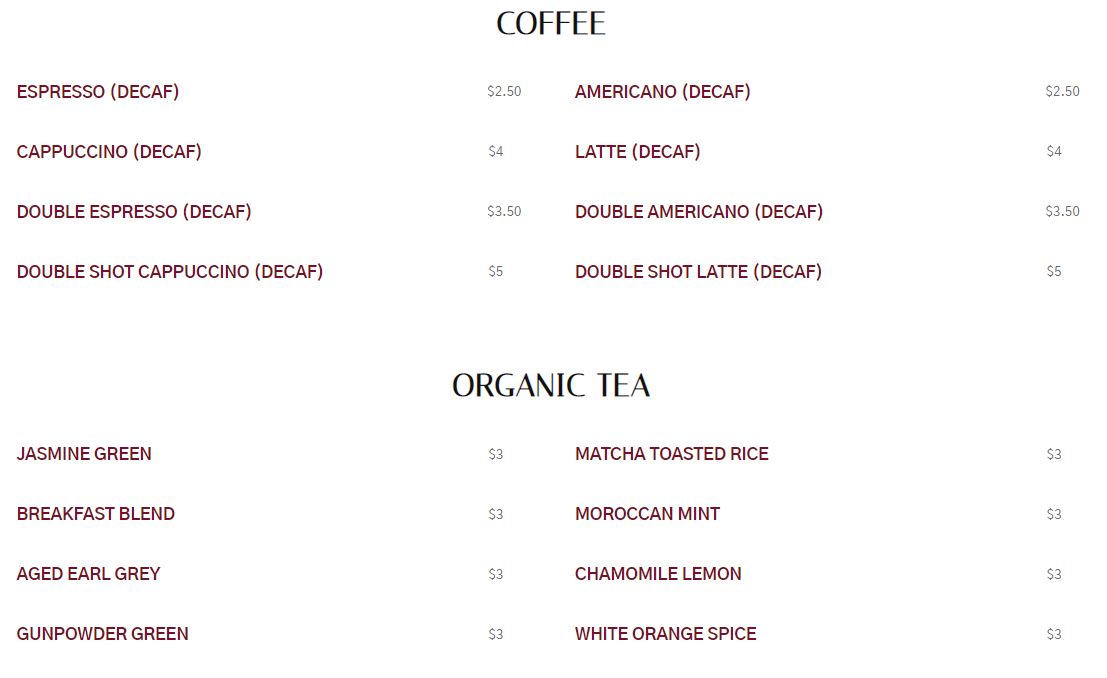 COFFEE
ESPRESSO (DECAF) $2.50 AMERICANO (DECAF) $2.50
CAPPUCCINO (DECAF) $4 LATTE (DECAF) $4
DOUBLE ESPRESSO (DECAF) $3.50 DOUBLE AMERICANO (DECAF) $3.50
DOUBLE SHOT CAPPUCCINO (DECAF) $5 DOUBLE SHOT LATTE (DECAF) $5
ORGANIC TEA
JASMINE GREEN $3 MATCHA TOASTED RICE $3
BREAKFAST BLEND $3 MOROCCAN MINT $3
AGED EARL GREY $3 CHAMOMILE LEMON $3
GUNPOWDER GREEN $3 WHITE ORANGE SPICE $3